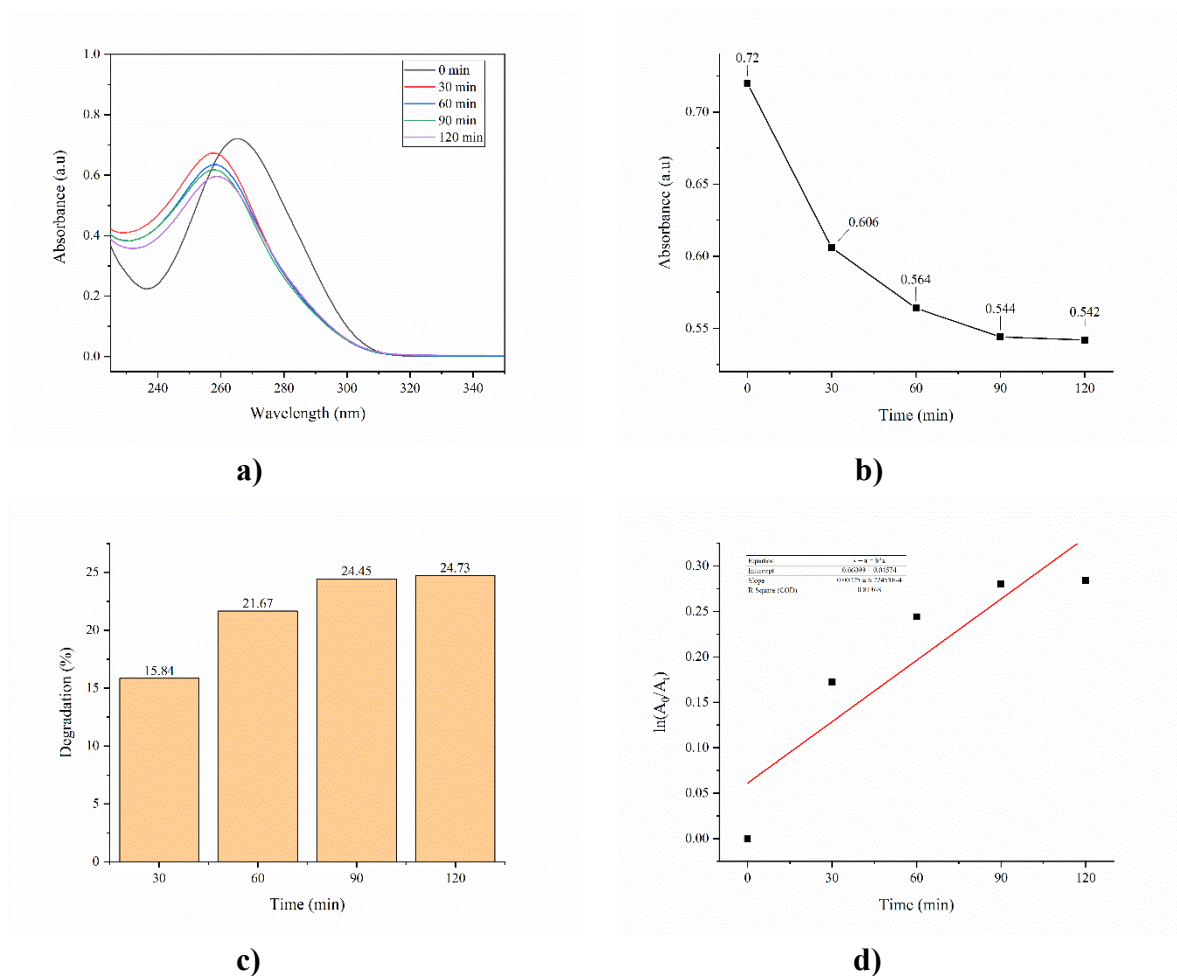 1.0
0.8
0.6
0.4
0.2
0.0
Absorbance (a.u)
0 min
30 min
60 min
90 min
120 min
240 260 280 300 320 340
Wavelength (nm)
a)
0.70
0.65
0.60
0.55
Absorbance (a.u)
0.72
0.606
0.564
0.544
0.542
0 30 60 90 120
Time (min)
b)
25
20
15
10
5
0
Degradation (%)
15.84
21.67
24.45
24.73
30 60 90 120
Time (min)
c)
0.30
0.25
0.20
0.15
0.10
0.05
0.00
ln(A₀/Aₜ)
Equation
Intercept
Slope
R Square (COD)
0 30 60 90 120
Time (min)
d)